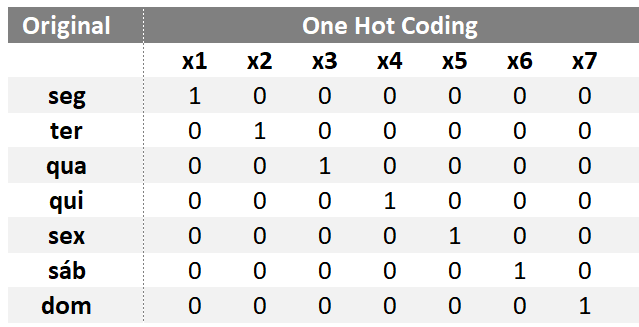 Original One Hot Coding
x1 x2 x3 x4 x5 x6 x7
seg 1 0 0 0 0 0 0
ter 0 1 0 0 0 0 0
qua 0 0 1 0 0 0 0
qui 0 0 0 1 0 0 0
sex 0 0 0 0 1 0 0
sáb 0 0 0 0 0 1 0
dom 0 0 0 0 0 0 1